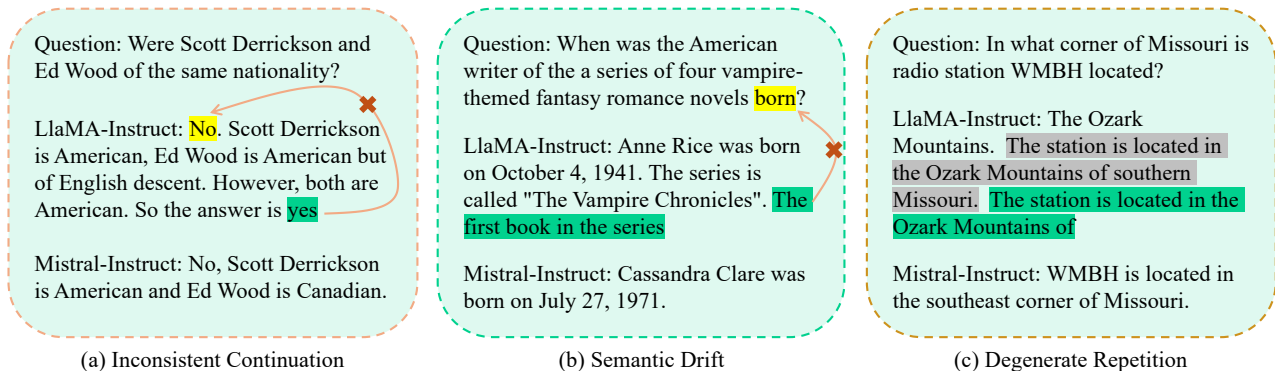 Question: Were Scott Derrickson and
Ed Wood of the same nationality?
LlaMA-Instruct: No. Scott Derrickson
is American, Ed Wood is American but
of English descent. However, both are
American. So the answer is yes
Mistral-Instruct: No, Scott Derrickson
is American and Ed Wood is Canadian.
(a) Inconsistent Continuation
Question: When was the American
writer of the a series of four vampire-
themed fantasy romance novels born?
LlaMA-Instruct: Anne Rice was born
on October 4, 1941. The series is
called "The Vampire Chronicles". The
first book in the series
Mistral-Instruct: Cassandra Clare was
born on July 27, 1971.
(b) Semantic Drift
Question: In what corner of Missouri is
radio station WMBH located?
LlaMA-Instruct: The Ozark
Mountains. The station is located in
the Ozark Mountains of southern
Missouri. The station is located in the
Ozark Mountains of
Mistral-Instruct: WMBH is located in
the southeast corner of Missouri.
(c) Degenerate Repetition